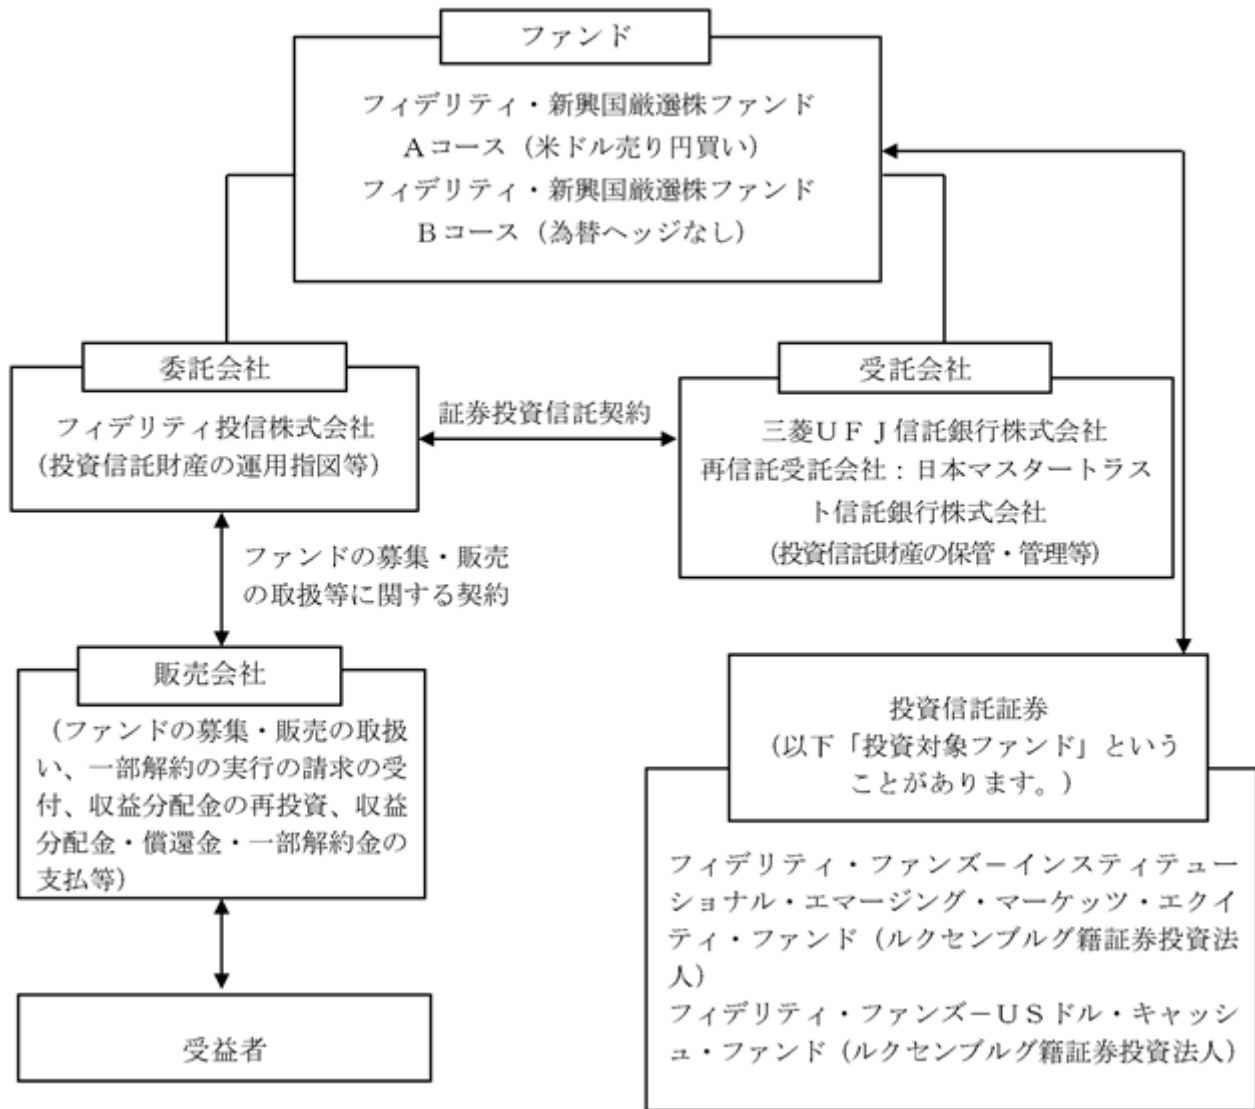 ファンド
フィデリティ・新興国厳選株ファンド
Aコース（米ドル売り円買い）
フィデリティ・新興国厳選株ファンド
Bコース（為替ヘッジなし）
委託会社
フィデリティ投信株式会社
（投資信託財産の運用指図等）
証券投資信託契約
受託会社
三菱ＵＦＪ信託銀行株式会社
再信託受託会社：日本マスタートラス
ト信託銀行株式会社
（投資信託財産の保管・管理等）
ファンドの募集・販売
の取扱等に関する契約
販売会社
（ファンドの募集・販売の取扱
い、一部解約の実行の請求の受
付、収益分配金の再投資、収益
分配金・償還金・一部解約金の
支払等）
受益者
投資信託証券
（以下「投資対象ファンド」という
ことがあります。）
フィデリティ・ファンズ－インスティテュー
ショナル・エマージング・マーケッツ・エクイ
ティ・ファンド（ルクセンブルグ籍証券投資法
人）
フィデリティ・ファンズ－ＵＳドル・キャッシ
ュ・ファンド（ルクセンブルグ籍証券投資法人）